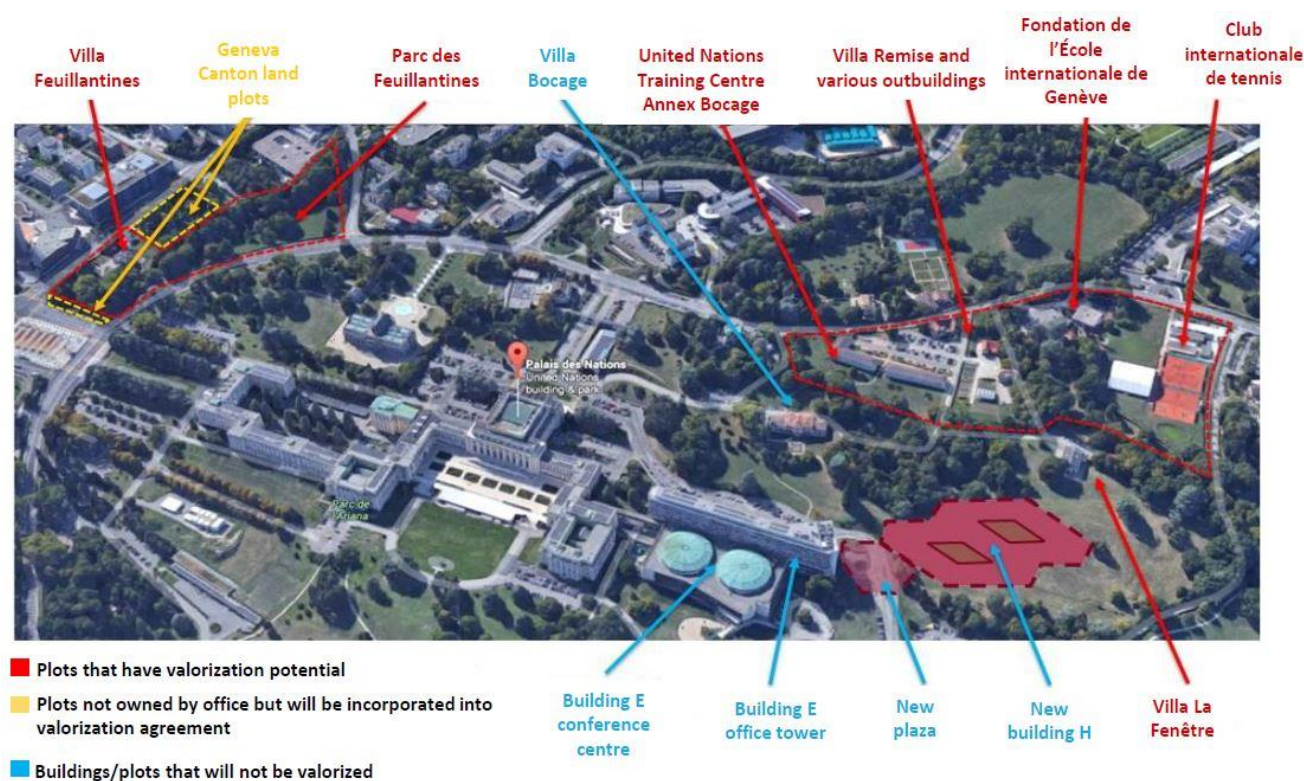 Villa
Feuillantines
Geneva
Canton land
plots
Parc des
Feuillantines
Villa
Bocage
United Nations
Training Centre
Annex Bocage
Villa Remise and
various outbuildings
Fondation de
l’École
internationale de
Genève
Club
internationale
de tennis
Palais des Nations
United Nations
building & park
Parc de
l'Ariana
Plots that have valorization potential
Plots not owned by office but will be incorporated into
valorization agreement
Buildings/plots that will not be valorized
Building E
conference
centre
Building E
office tower
New
plaza
New
building H
Villa La
Fenêtre